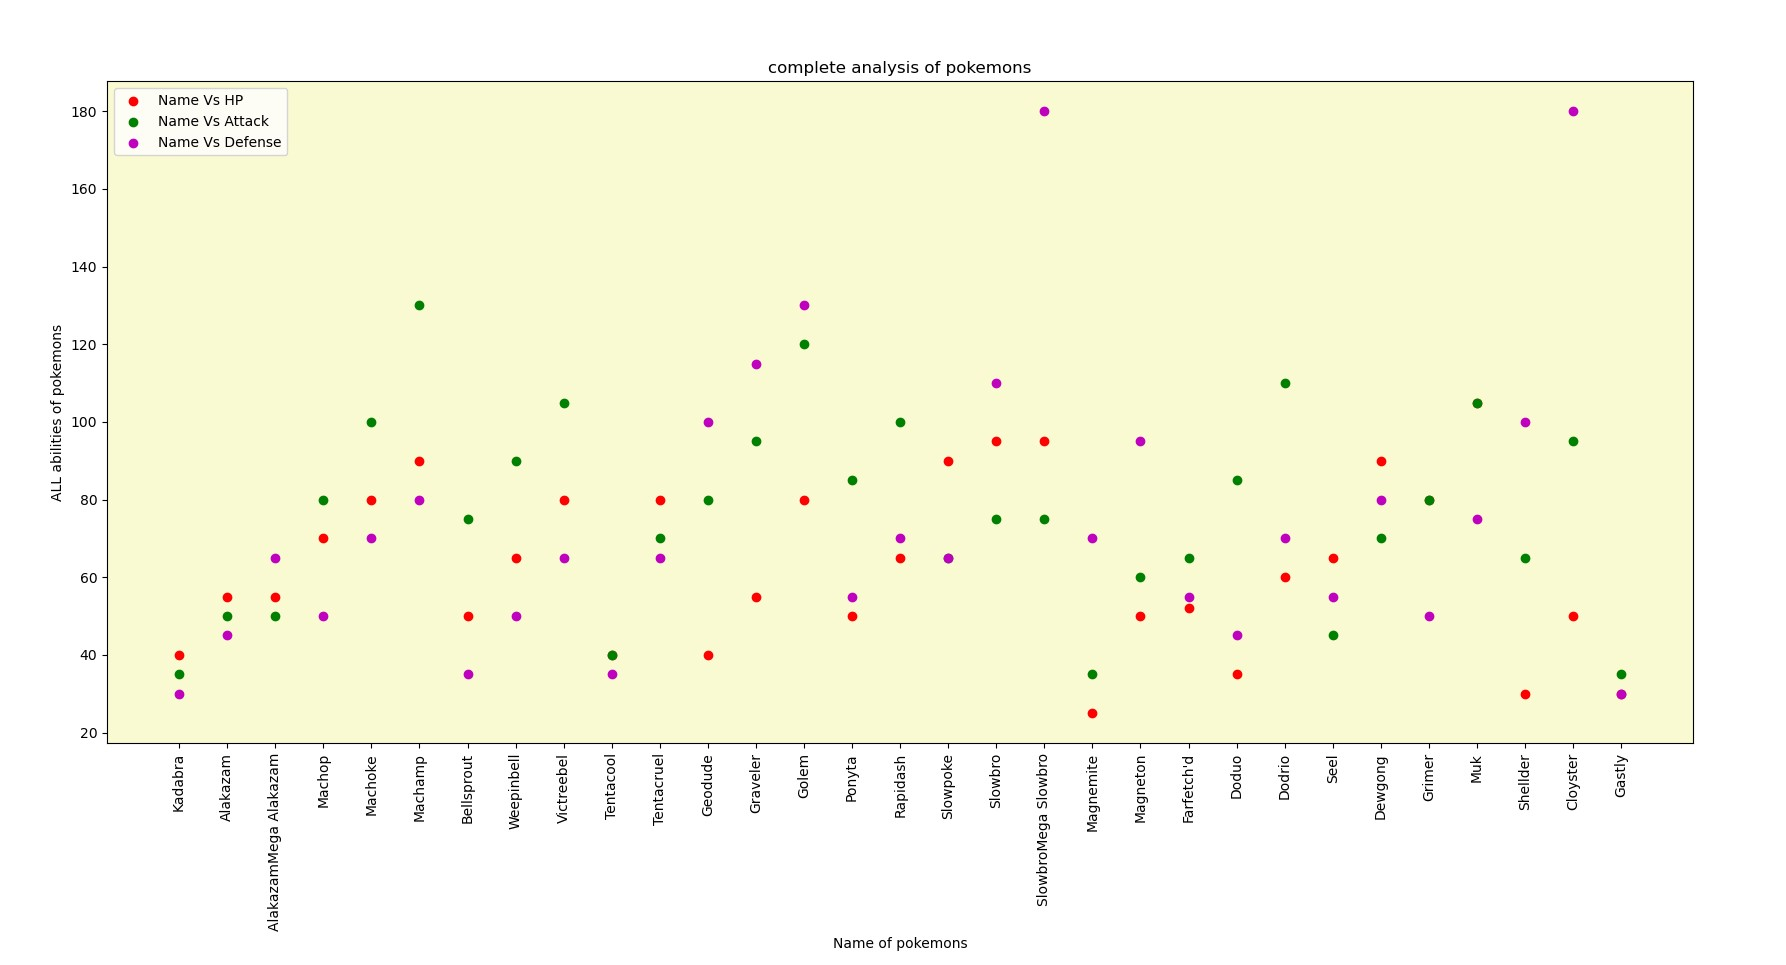 complete analysis of pokemons
Name Vs HP
Name Vs Attack
Name Vs Defense
ALL abiities of pokemons
180
160
140
120
100
80
60
40
20
Kadabra
Alakazam
AlakazamMega Alakazam
Machop
Machoke
Machamp
Bellsprout
Weepinbell
Victreebel
Tentacool
Tentacruel
Geodude
Graveler
Golem
Ponyta
Rapidash
Slowpoke
Slowbro
SlowbroMega Slowbro
Magnemite
Magneton
Farfetch'd
Doduo
Dodrio
Seel
Dewgong
Grimer
Muk
Shellder
Cloyster
Gastly
Name of pokemons